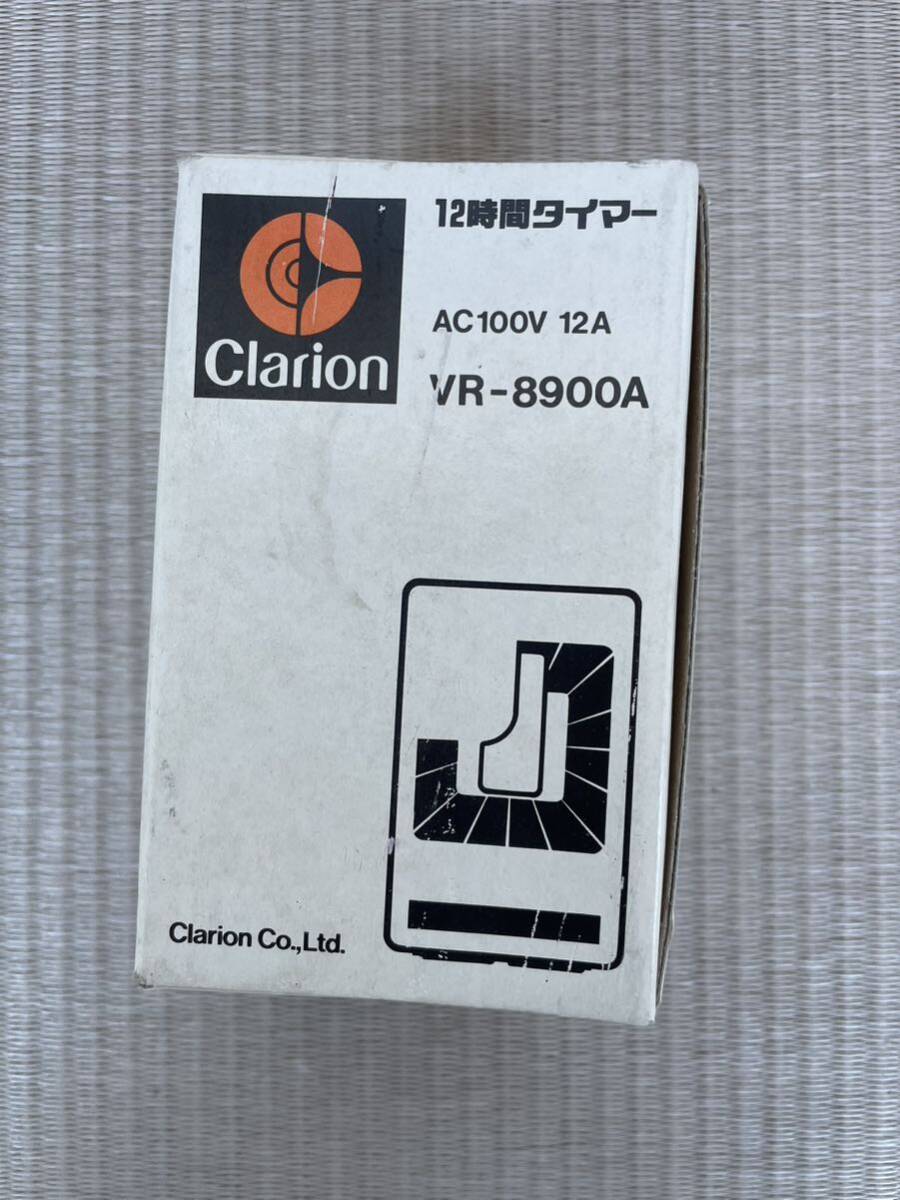 Clarion
12時間タイマー
AC100V 12A
VR-8900A
Clarion Co.,Ltd.